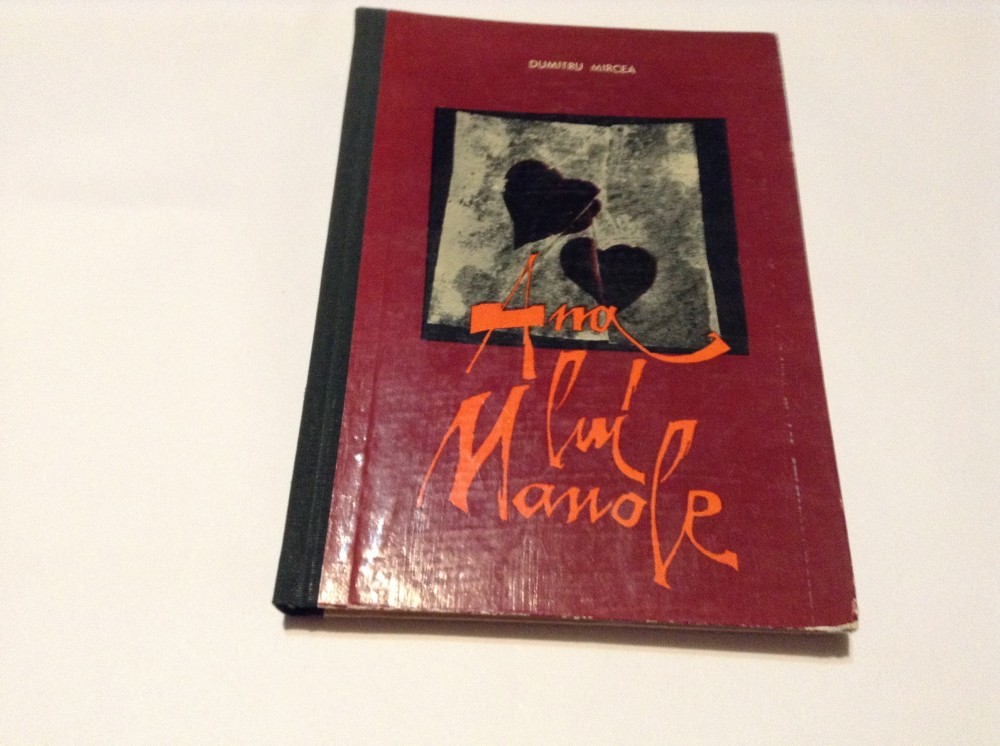 DUMITRU MIRCEA
Ana
lui
Manole